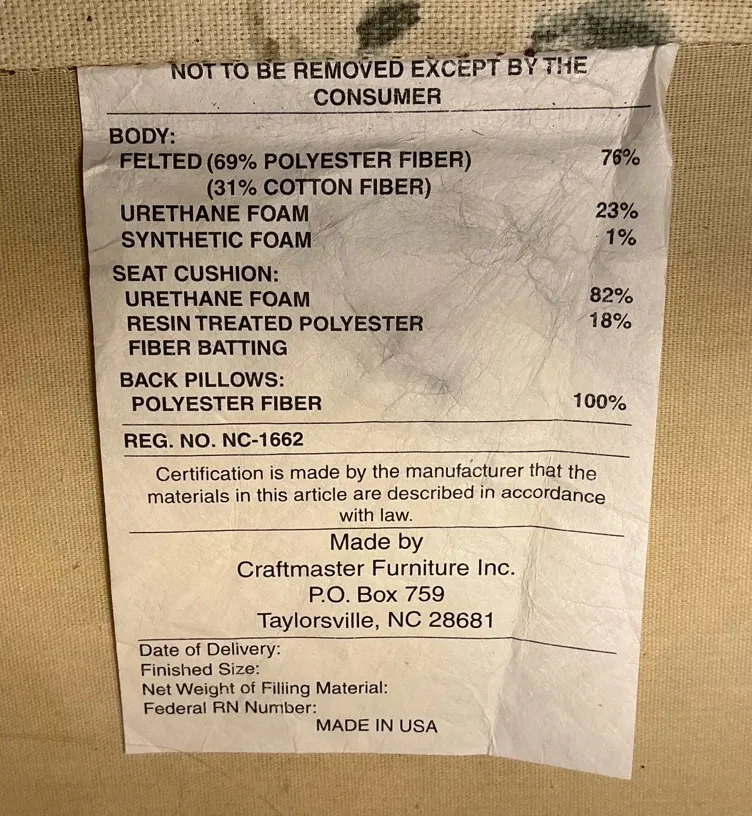 NOT TO BE REMOVED EXCEPT BY THE
CONSUMER
BODY:
FELTED (69% POLYESTER FIBER) 76%
(31% COTTON FIBER)
URETHANE FOAM 23%
SYNTHETIC FOAM 1%
SEAT CUSHION:
URETHANE FOAM 82%
RESIN TREATED POLYESTER 18%
FIBER BATTING
BACK PILLOWS:
POLYESTER FIBER 100%
REG. NO. NC-1662
Certification is made by the manufacturer that the
materials in this article are described in accordance
with law.
Made by
Craftmaster Furniture Inc.
P.O. Box 759
Taylorsville, NC 28681
Date of Delivery:
Finished Size:
Net Weight of Filling Material:
Federal RN Number:
MADE IN USA